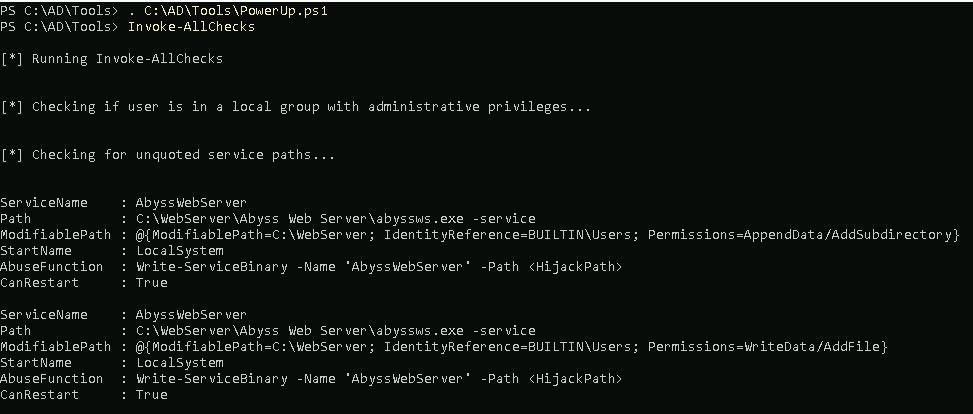 PS C:\AD\Tools> . C:\AD\Tools\PowerUp.ps1
PS C:\AD\Tools> Invoke-AllChecks
[*] Running Invoke-AllChecks
[*] Checking if user is in a local group with administrative privileges...
[*] Checking for unquoted service paths...
ServiceName    : AbyssWebServer
Path           : C:\WebServer\Abyss Web Server\abyssws.exe -service
ModifiablePath : @{ModifiablePath=C:\WebServer; IdentityReference=BUILTIN\Users; Permissions=AppendData/AddSubdirectory}
StartName      : LocalSystem
AbuseFunction  : Write-ServiceBinary -Name 'AbyssWebServer' -Path <HijackPath>
CanRestart     : True
ServiceName    : AbyssWebServer
Path           : C:\WebServer\Abyss Web Server\abyssws.exe -service
ModifiablePath : @{ModifiablePath=C:\WebServer; IdentityReference=BUILTIN\Users; Permissions=WriteData/AddFile}
StartName      : LocalSystem
AbuseFunction  : Write-ServiceBinary -Name 'AbyssWebServer' -Path <HijackPath>
CanRestart     : True